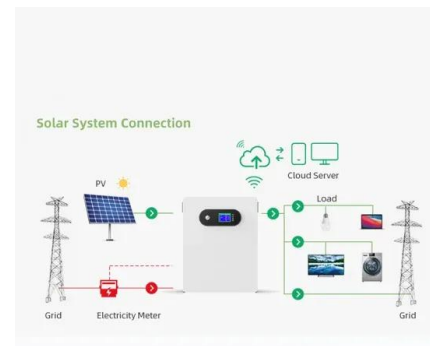 Solar System Connection
Cloud Server
PV
Load
Grid
Electricity Meter
Grid